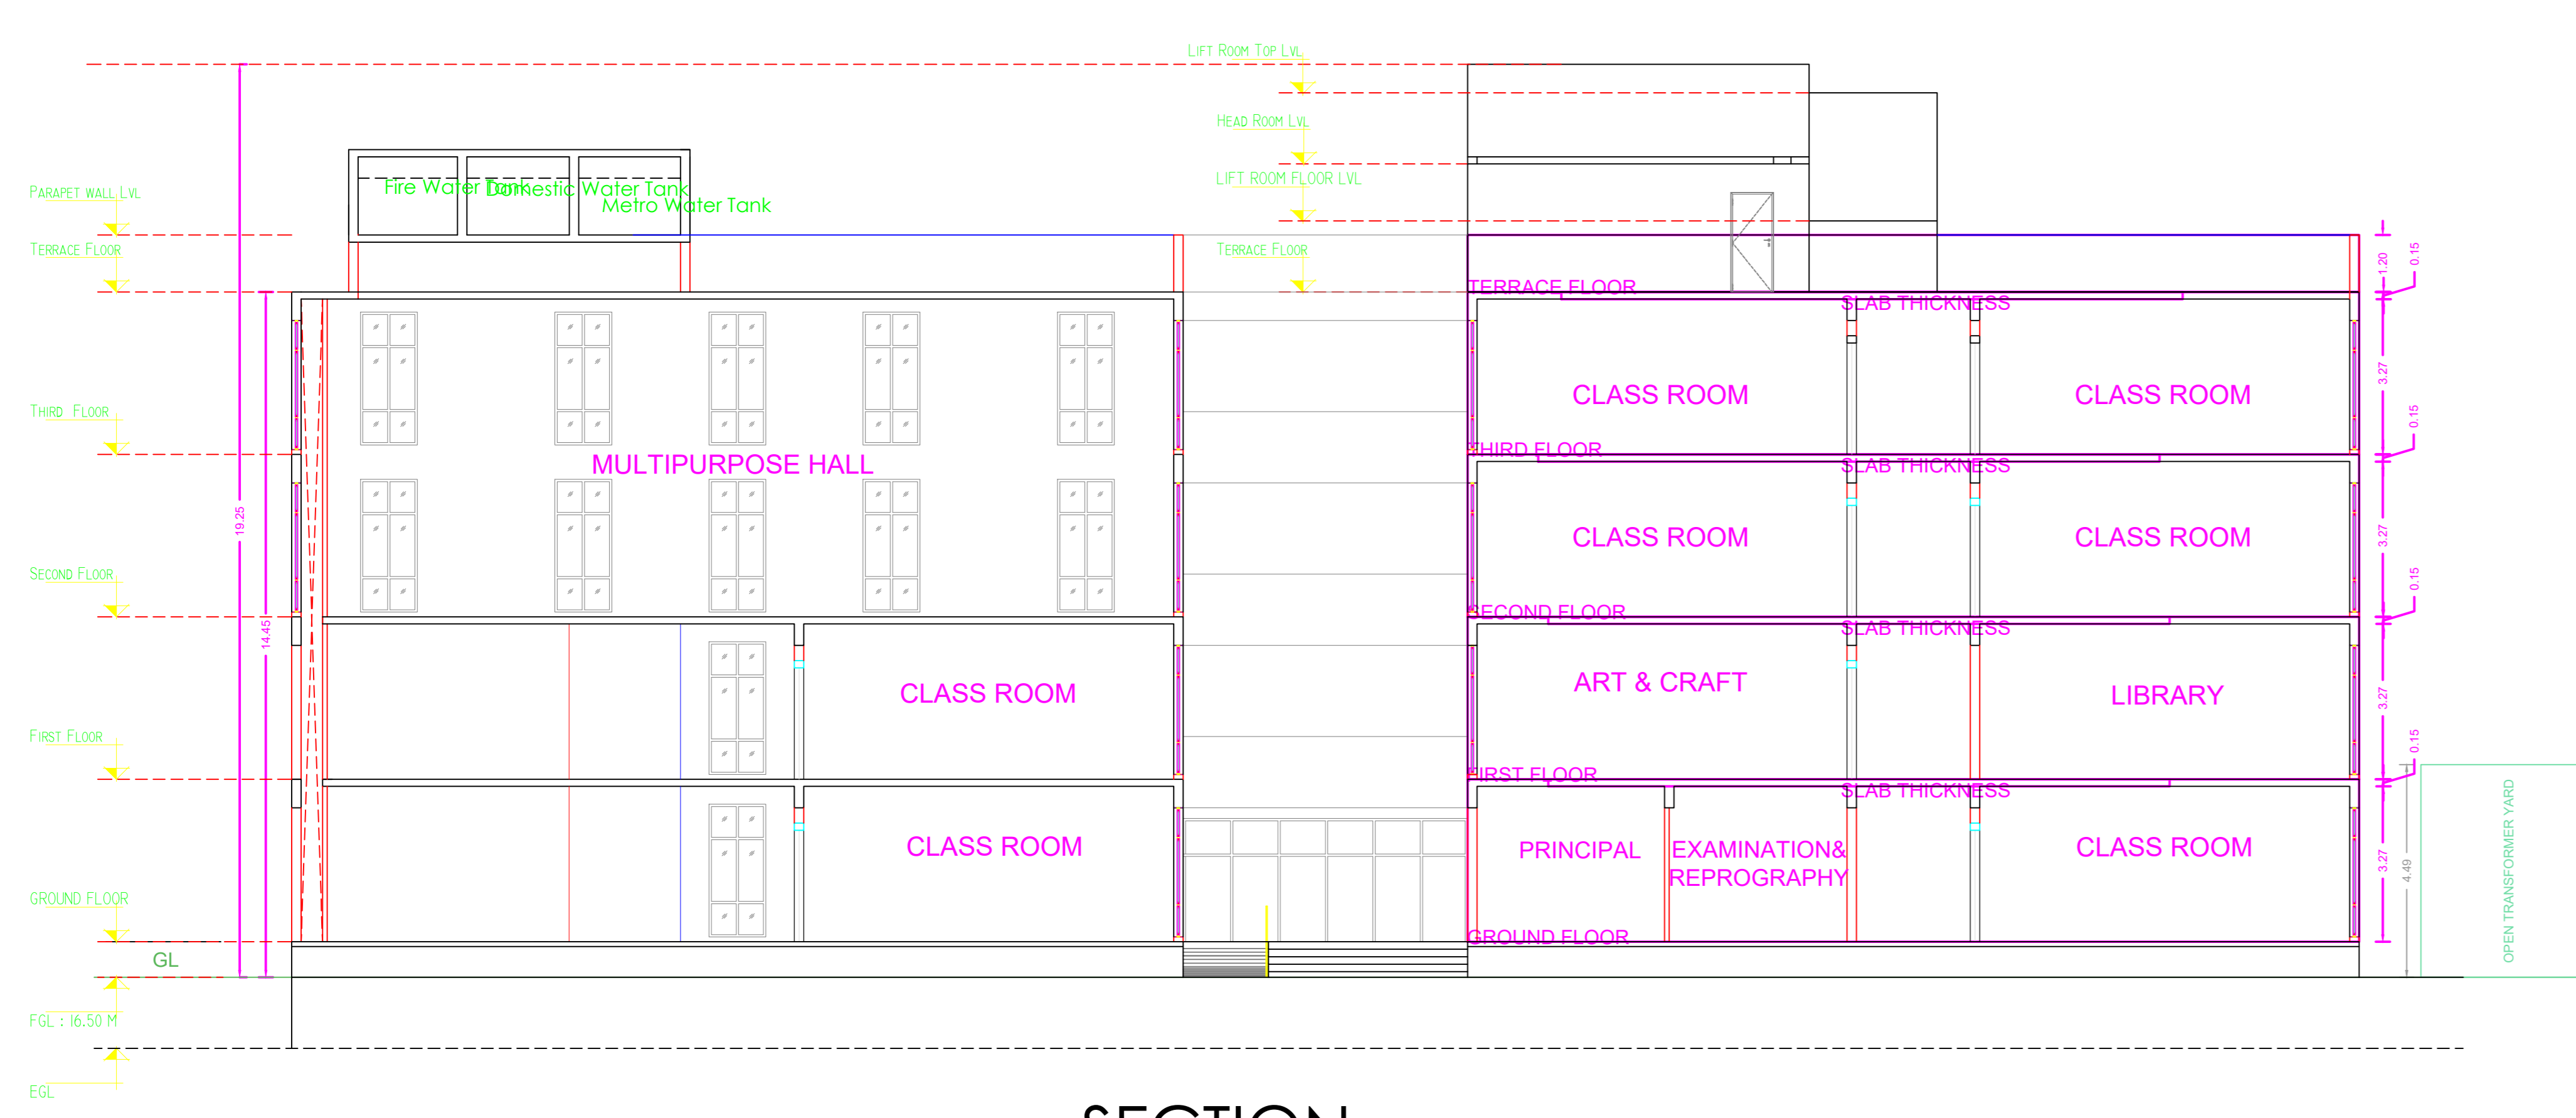 LIFT ROOM TOP LVL
HEAD ROOM LVL
LIFT ROOM FLOOR LVL
TERRACE FLOOR
PARAPET WALL LVL
TERRACE FLOOR
THIRD FLOOR
SECOND FLOOR
FIRST FLOOR
GROUND FLOOR
GL
FGL : 16.50 M
EGL
19.25
14.45
Fire Water Tank
Domestic Water Tank
Metro Water Tank
MULTIPURPOSE HALL
CLASS ROOM
CLASS ROOM
TERRACE FLOOR
SLAB THICKNESS
CLASS ROOM
CLASS ROOM
THIRD FLOOR
SLAB THICKNESS
CLASS ROOM
CLASS ROOM
SECOND FLOOR
SLAB THICKNESS
ART & CRAFT
LIBRARY
FIRST FLOOR
SLAB THICKNESS
PRINCIPAL
EXAMINATION&
REPROGRAPHY
CLASS ROOM
GROUND FLOOR
1.20
0.15
3.27
0.15
3.27
0.15
3.27
0.15
3.27
4.49
OPEN TRANSFORMER YARD
SECTION